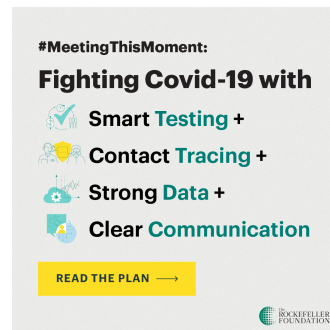 #MeetingThisMoment:
Fighting Covid-19 with
Smart Testing +
Contact Tracing +
Strong Data +
Clear Communication
READ THE PLAN
The
ROCKEFELLER
FOUNDATION